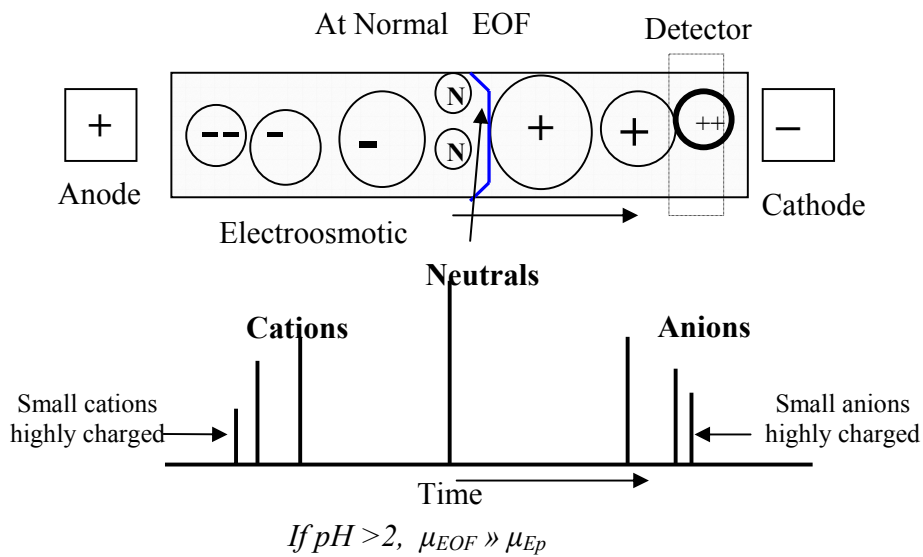 At Normal EOF
Detector
+
-- - - N N + + ++
−
Anode
Cathode
Electroosmotic
Neutrals
Cations
Anions
Small cations
highly charged
Small anions
highly charged
Time
If pH >2, μEOF » μEp